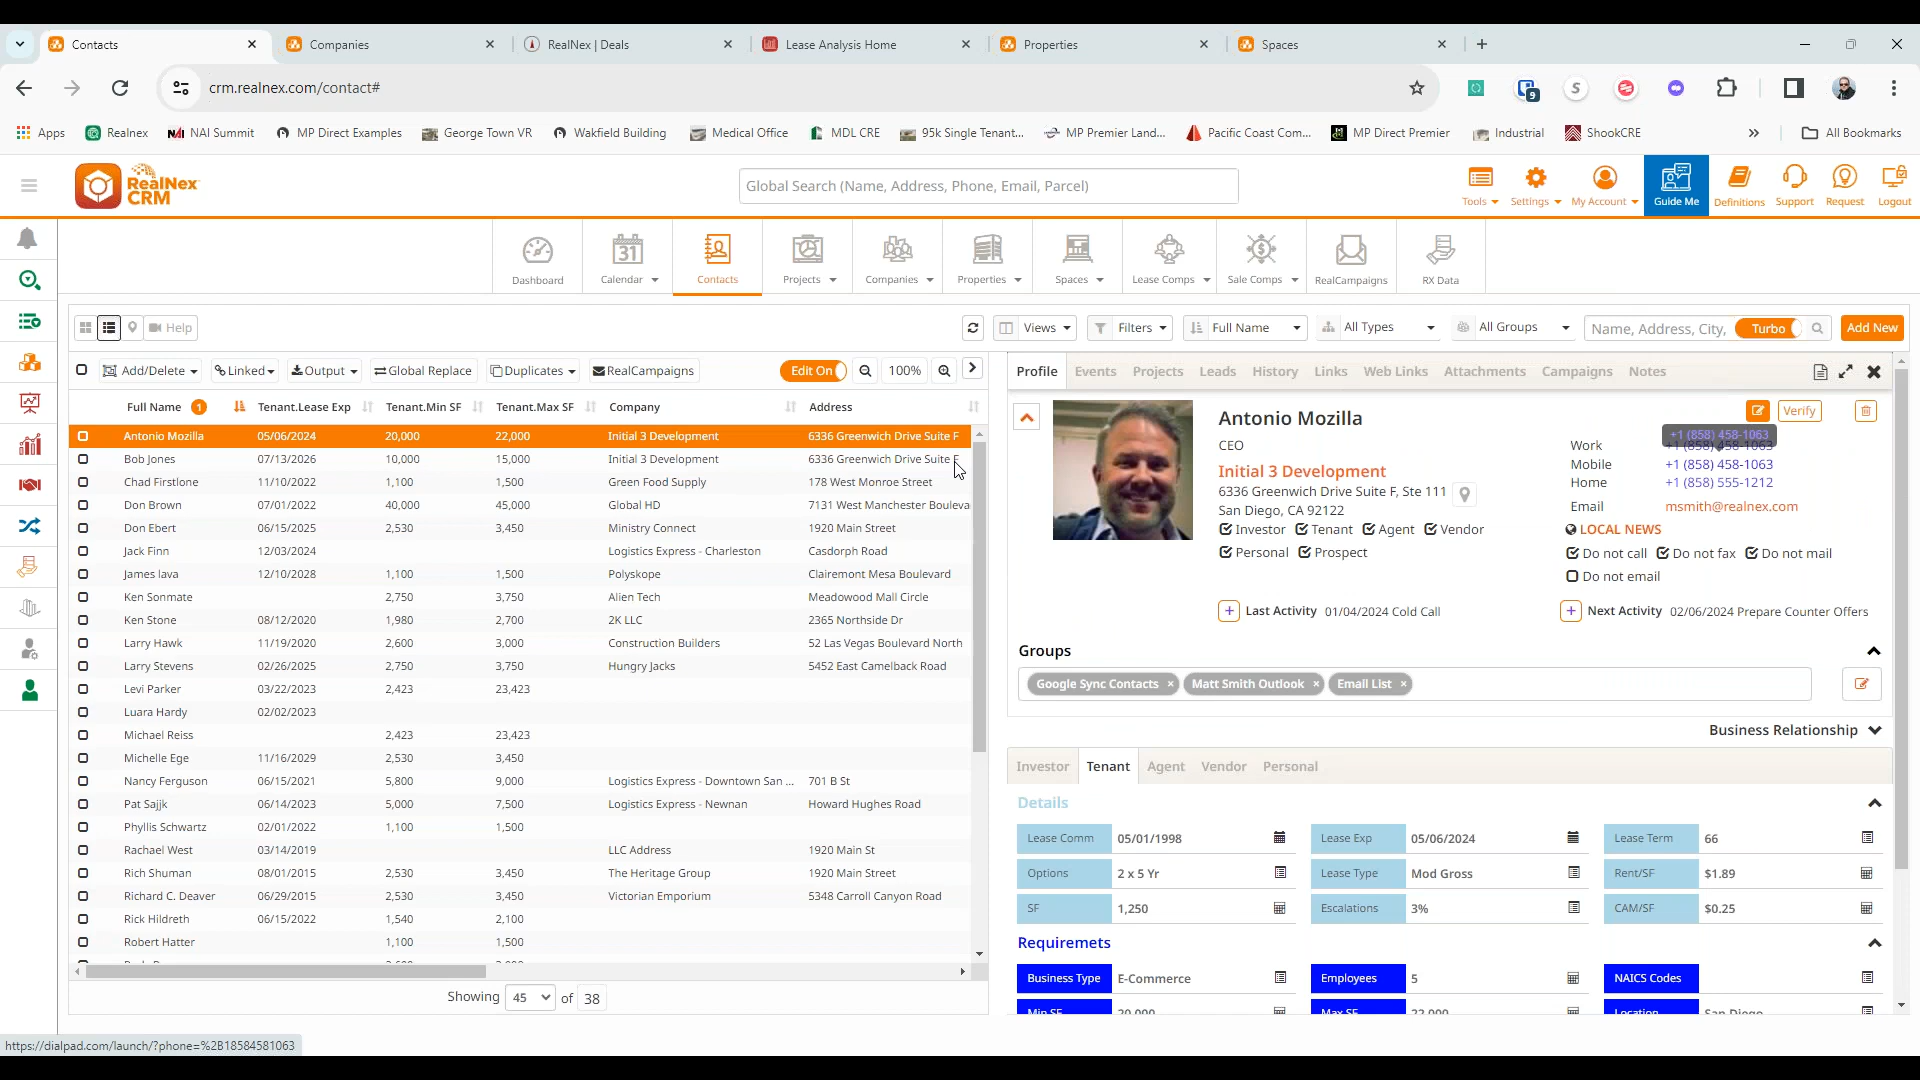 Contacts
Companies
RealNex | Deals
Lease Analysis Home
Properties
Spaces
crm.realnex.com/contact#
S
9
Apps
Realnex
NAI Summit
MP Direct Examples
George Town VR
Wakfield Building
Medical Office
MDL CRE
95k Single Tenant...
MP Premier Land...
Pacific Coast Com...
MP Direct Premier
Industrial
ShookCRE
»
All Bookmarks
RealNex
CRM
Global Search (Name, Address, Phone, Email, Parcel)
Tools
Settings
My Account
Guide Me
Definitions
Support
Request
Logout
Dashboard
31
Calendar
Contacts
Projects
Companies
Properties
Spaces
Lease Comps
Sale Comps
RealCampaigns
RX Data
Help
Views
Filters
Full Name
All Types
All Groups
Name, Address, City,
Turbo
Add New
Add/Delete
Linked
Output
Global Replace
Duplicates
RealCampaigns
Edit On
100%
Full Name 1 Tenant.Lease Exp Tenant.Min SF Tenant.Max SF Company Address
Antonio Mozilla 05/06/2024 20,000 22,000 Initial 3 Development 6336 Greenwich Drive Suite F
Bob Jones 07/13/2026 10,000 15,000 Initial 3 Development 6336 Greenwich Drive Suite F
Chad Firstlone 11/10/2022 1,100 1,500 Green Food Supply 178 West Monroe Street
Don Brown 07/01/2022 40,000 45,000 Global HD 7131 West Manchester Bouleva
Don Ebert 06/15/2025 2,530 3,450 Ministry Connect 1920 Main Street
Jack Finn 12/03/2024 Logistics Express - Charleston Casdorph Road
James lava 12/10/2028 1,100 1,500 Polyskope Clairemont Mesa Boulevard
Ken Sonmate 2,750 3,750 Alien Tech Meadowood Mall Circle
Ken Stone 08/12/2020 1,980 2,700 2K LLC 2365 Northside Dr
Larry Hawk 11/19/2020 2,600 3,000 Construction Builders 52 Las Vegas Boulevard North
Larry Stevens 02/26/2025 2,750 3,750 Hungry Jacks 5452 East Camelback Road
Levi Parker 03/22/2023 2,423 23,423
Luara Hardy 02/02/2023
Michael Reiss 2,423 23,423
Michelle Ege 11/16/2029 2,530 3,450
Nancy Ferguson 06/15/2021 5,800 9,000 Logistics Express - Downtown San ... 701 B St
Pat Sajjk 06/14/2023 5,000 7,500 Logistics Express - Newnan Howard Hughes Road
Phyllis Schwartz 02/01/2022 1,100 1,500
Rachael West 03/14/2019 LLC Address 1920 Main St
Rich Shuman 08/01/2015 2,530 3,450 The Heritage Group 1920 Main Street
Richard C. Deaver 06/29/2015 2,530 3,450 Victorian Emporium 5348 Carroll Canyon Road
Rick Hildreth 06/15/2022 1,540 2,100
Robert Hatter 1,100 1,500
Showing 45 of 38
Profile Events Projects Leads History Links Web Links Attachments Campaigns Notes
Antonio Mozilla
CEO
Initial 3 Development
6336 Greenwich Drive Suite F, Ste 111
San Diego, CA 92122
Investor Tenant Agent Vendor
Personal Prospect
Verify
+1 (858) 458-1063
Work +1 (858) 458-1063
Mobile +1 (858) 458-1063
Home +1 (858) 555-1212
Email msmith@realnex.com
LOCAL NEWS
Do not call Do not fax Do not mail
Do not email
+ Last Activity 01/04/2024 Cold Call
+ Next Activity 02/06/2024 Prepare Counter Offers
Groups
Google Sync Contacts × Matt Smith Outlook × Email List ×
Business Relationship
Investor Tenant Agent Vendor Personal
Details
Lease Comm 05/01/1998 Lease Exp 05/06/2024 Lease Term 66
Options 2 x 5 Yr Lease Type Mod Gross Rent/SF $1.89
SF 1,250 Escalations 3% CAM/SF $0.25
Requiremets
Business Type E-Commerce Employees 5 NAICS Codes
Min SF 20,000 Max SF 22,000 Location San Diego
https://dialpad.com/launch/?phone=%2B18584581063